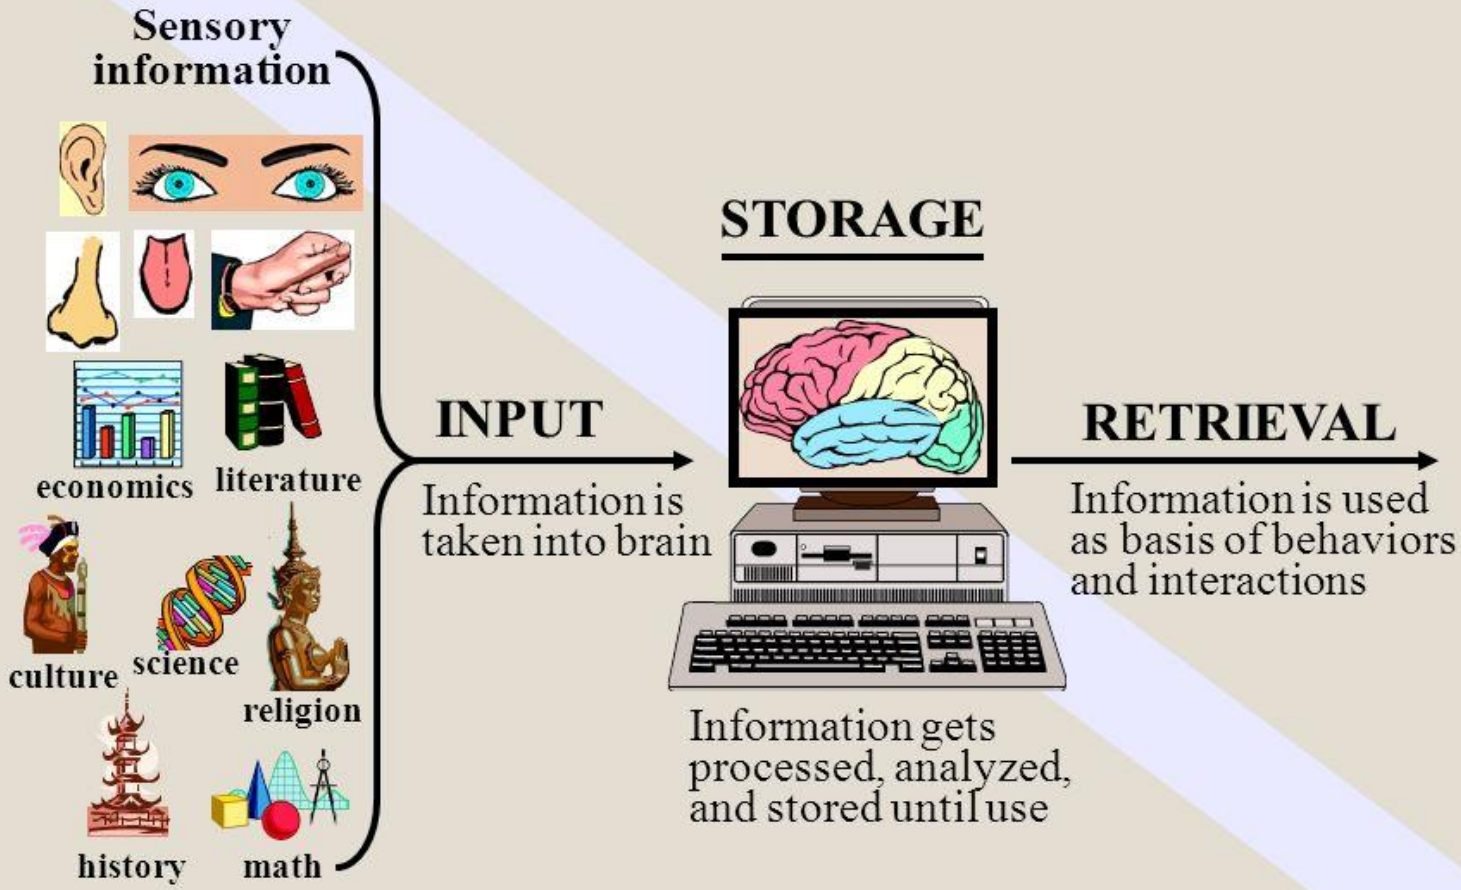 Sensory
information
economics
literature
culture
science
religion
history
math
INPUT
Information is
taken into brain
STORAGE
Information gets
processed, analyzed,
and stored until use
RETRIEVAL
Information is used
as basis of behaviors
and interactions